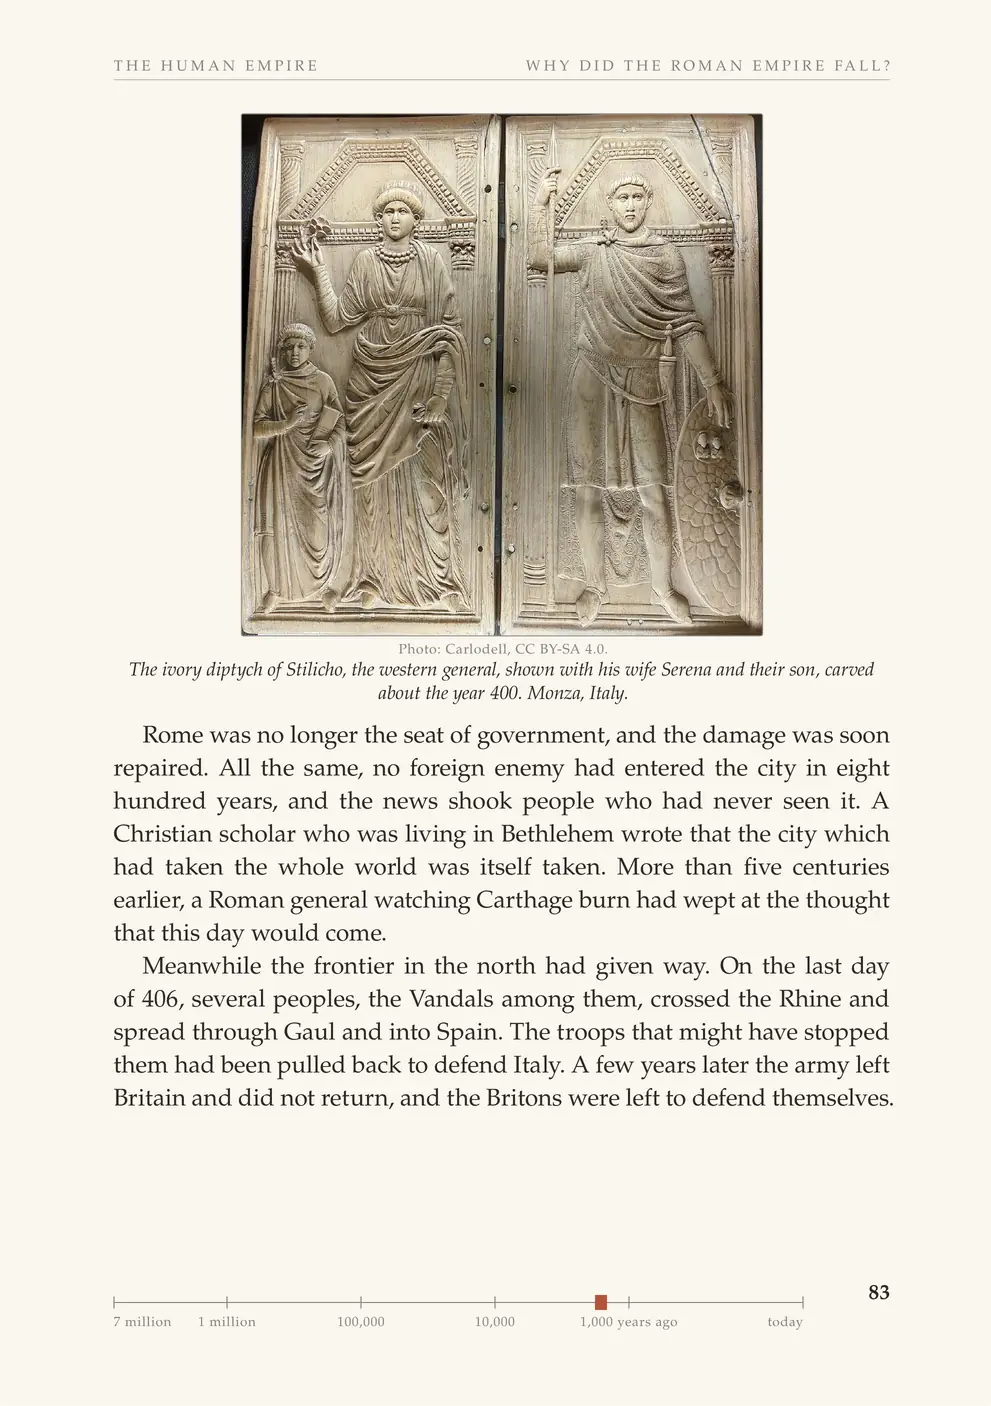 THE HUMAN EMPIRE
WHY DID THE ROMAN EMPIRE FALL?
Photo: Carlodell, CC BY-SA 4.0.
The ivory diptych of Stilicho, the western general, shown with his wife Serena and their son, carved
about the year 400. Monza, Italy.
Rome was no longer the seat of government, and the damage was soon
repaired. All the same, no foreign enemy had entered the city in eight
hundred years, and the news shook people who had never seen it. A
Christian scholar who was living in Bethlehem wrote that the city which
had taken the whole world was itself taken. More than five centuries
earlier, a Roman general watching Carthage burn had wept at the thought
that this day would come.
Meanwhile the frontier in the north had given way. On the last day
of 406, several peoples, the Vandals among them, crossed the Rhine and
spread through Gaul and into Spain. The troops that might have stopped
them had been pulled back to defend Italy. A few years later the army left
Britain and did not return, and the Britons were left to defend themselves.
83
7 million
1 million
100,000
10,000
1,000 years ago
today